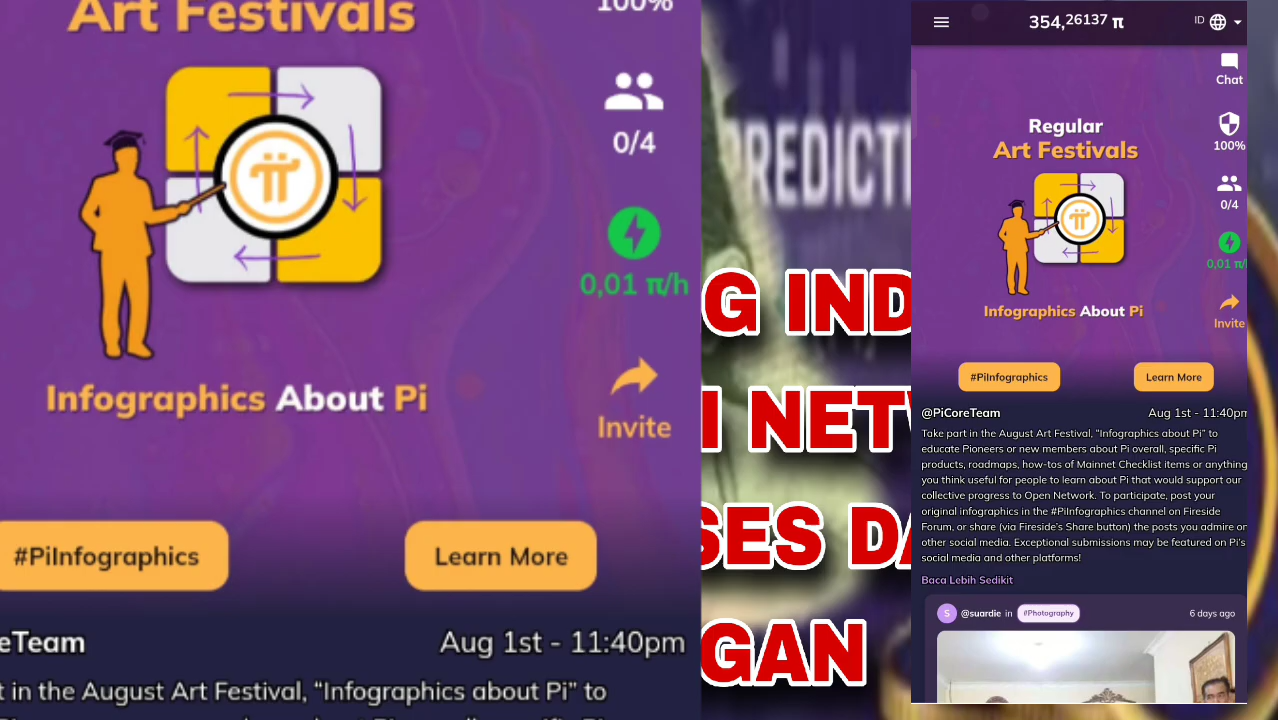 Art Festivals
100%
0/4
0,01 π/h
Infographics About Pi
Invite
#PiInfographics
Learn More
eTeam
Aug 1st - 11:40pm
t in the August Art Festival, “Infographics about Pi” to
PREDICTI
G IND
I NETW
SES DA
GAN
354,26137 π
ID
Chat
Regular
Art Festivals
100%
0/4
0,01 π/
Infographics About Pi
Invite
#PiInfographics
Learn More
@PiCoreTeam
Aug 1st - 11:40pm
Take part in the August Art Festival, “Infographics about Pi” to
educate Pioneers or new members about Pi overall, specific Pi
products, roadmaps, how-tos of Mainnet Checklist items or anything
you think useful for people to learn about Pi that would support our
collective progress to Open Network. To participate, post your
original infographics in the #PiInfographics channel on Fireside
Forum, or share (via Fireside’s Share button) the posts you admire on
other social media. Exceptional submissions may be featured on Pi’s
social media and other platforms!
Baca Lebih Sedikit
S
@suardie in #Photography
6 days ago